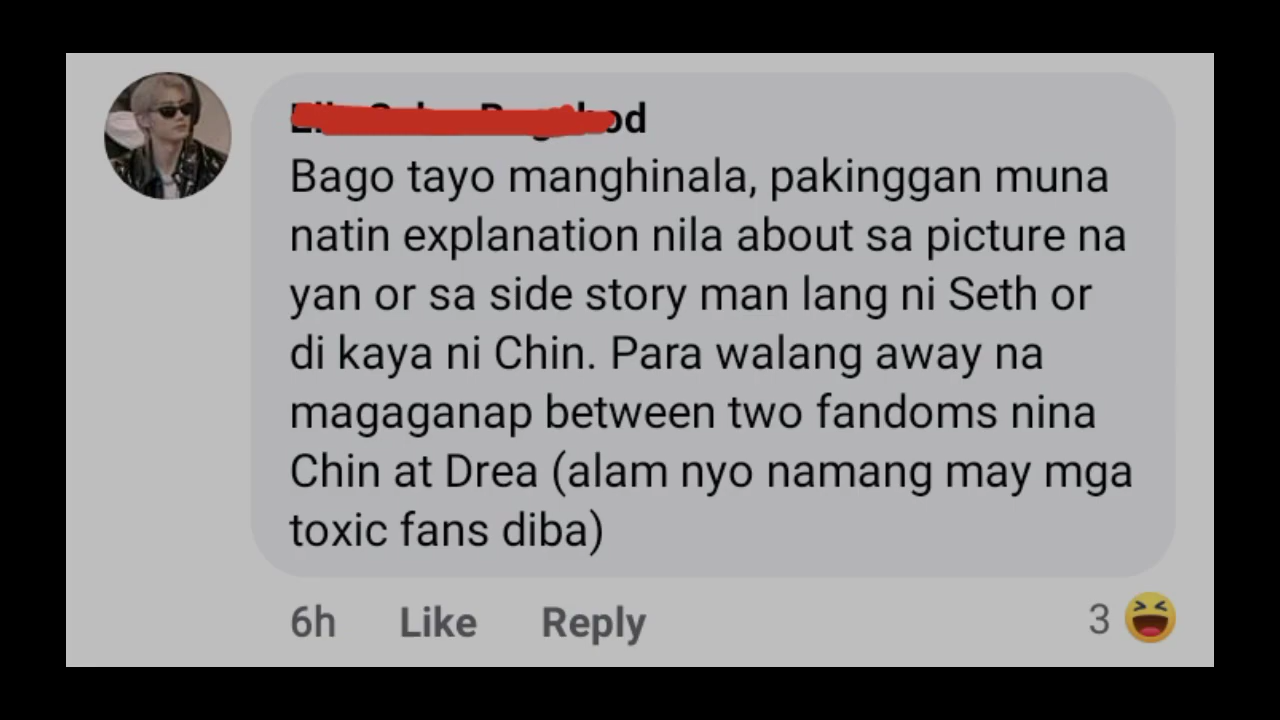 Bago tayo manghinala, pakinggan muna
natin explanation nila about sa picture na
yan or sa side story man lang ni Seth or
di kaya ni Chin. Para walang away na
magaganap between two fandoms nina
Chin at Drea (alam nyo namang may mga
toxic fans diba)
6h Like Reply 3